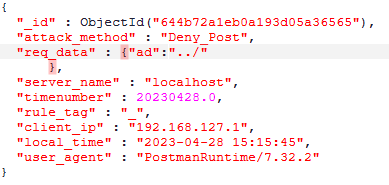 {
"_id" : ObjectId("644b72a1eb0a193d05a36565"),
"attack_method" : "Deny_Post",
"req_data" : {"ad":"../"
},
"server_name" : "localhost",
"timenumber" : 20230428.0,
"rule_tag" : "_",
"client_ip" : "192.168.127.1",
"local_time" : "2023-04-28 15:15:45",
"user_agent" : "PostmanRuntime/7.32.2"
}